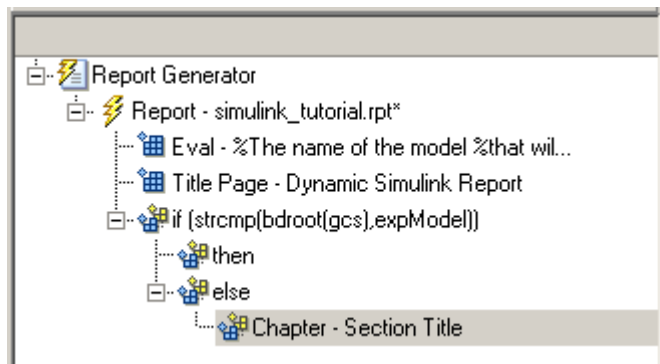 Report Generator
Report - simulink_tutorial.rpt*
Eval - %The name of the model %that wil...
Title Page - Dynamic Simulink Report
if (strcmp(bdroot(gcs),expModel))
then
else
Chapter - Section Title